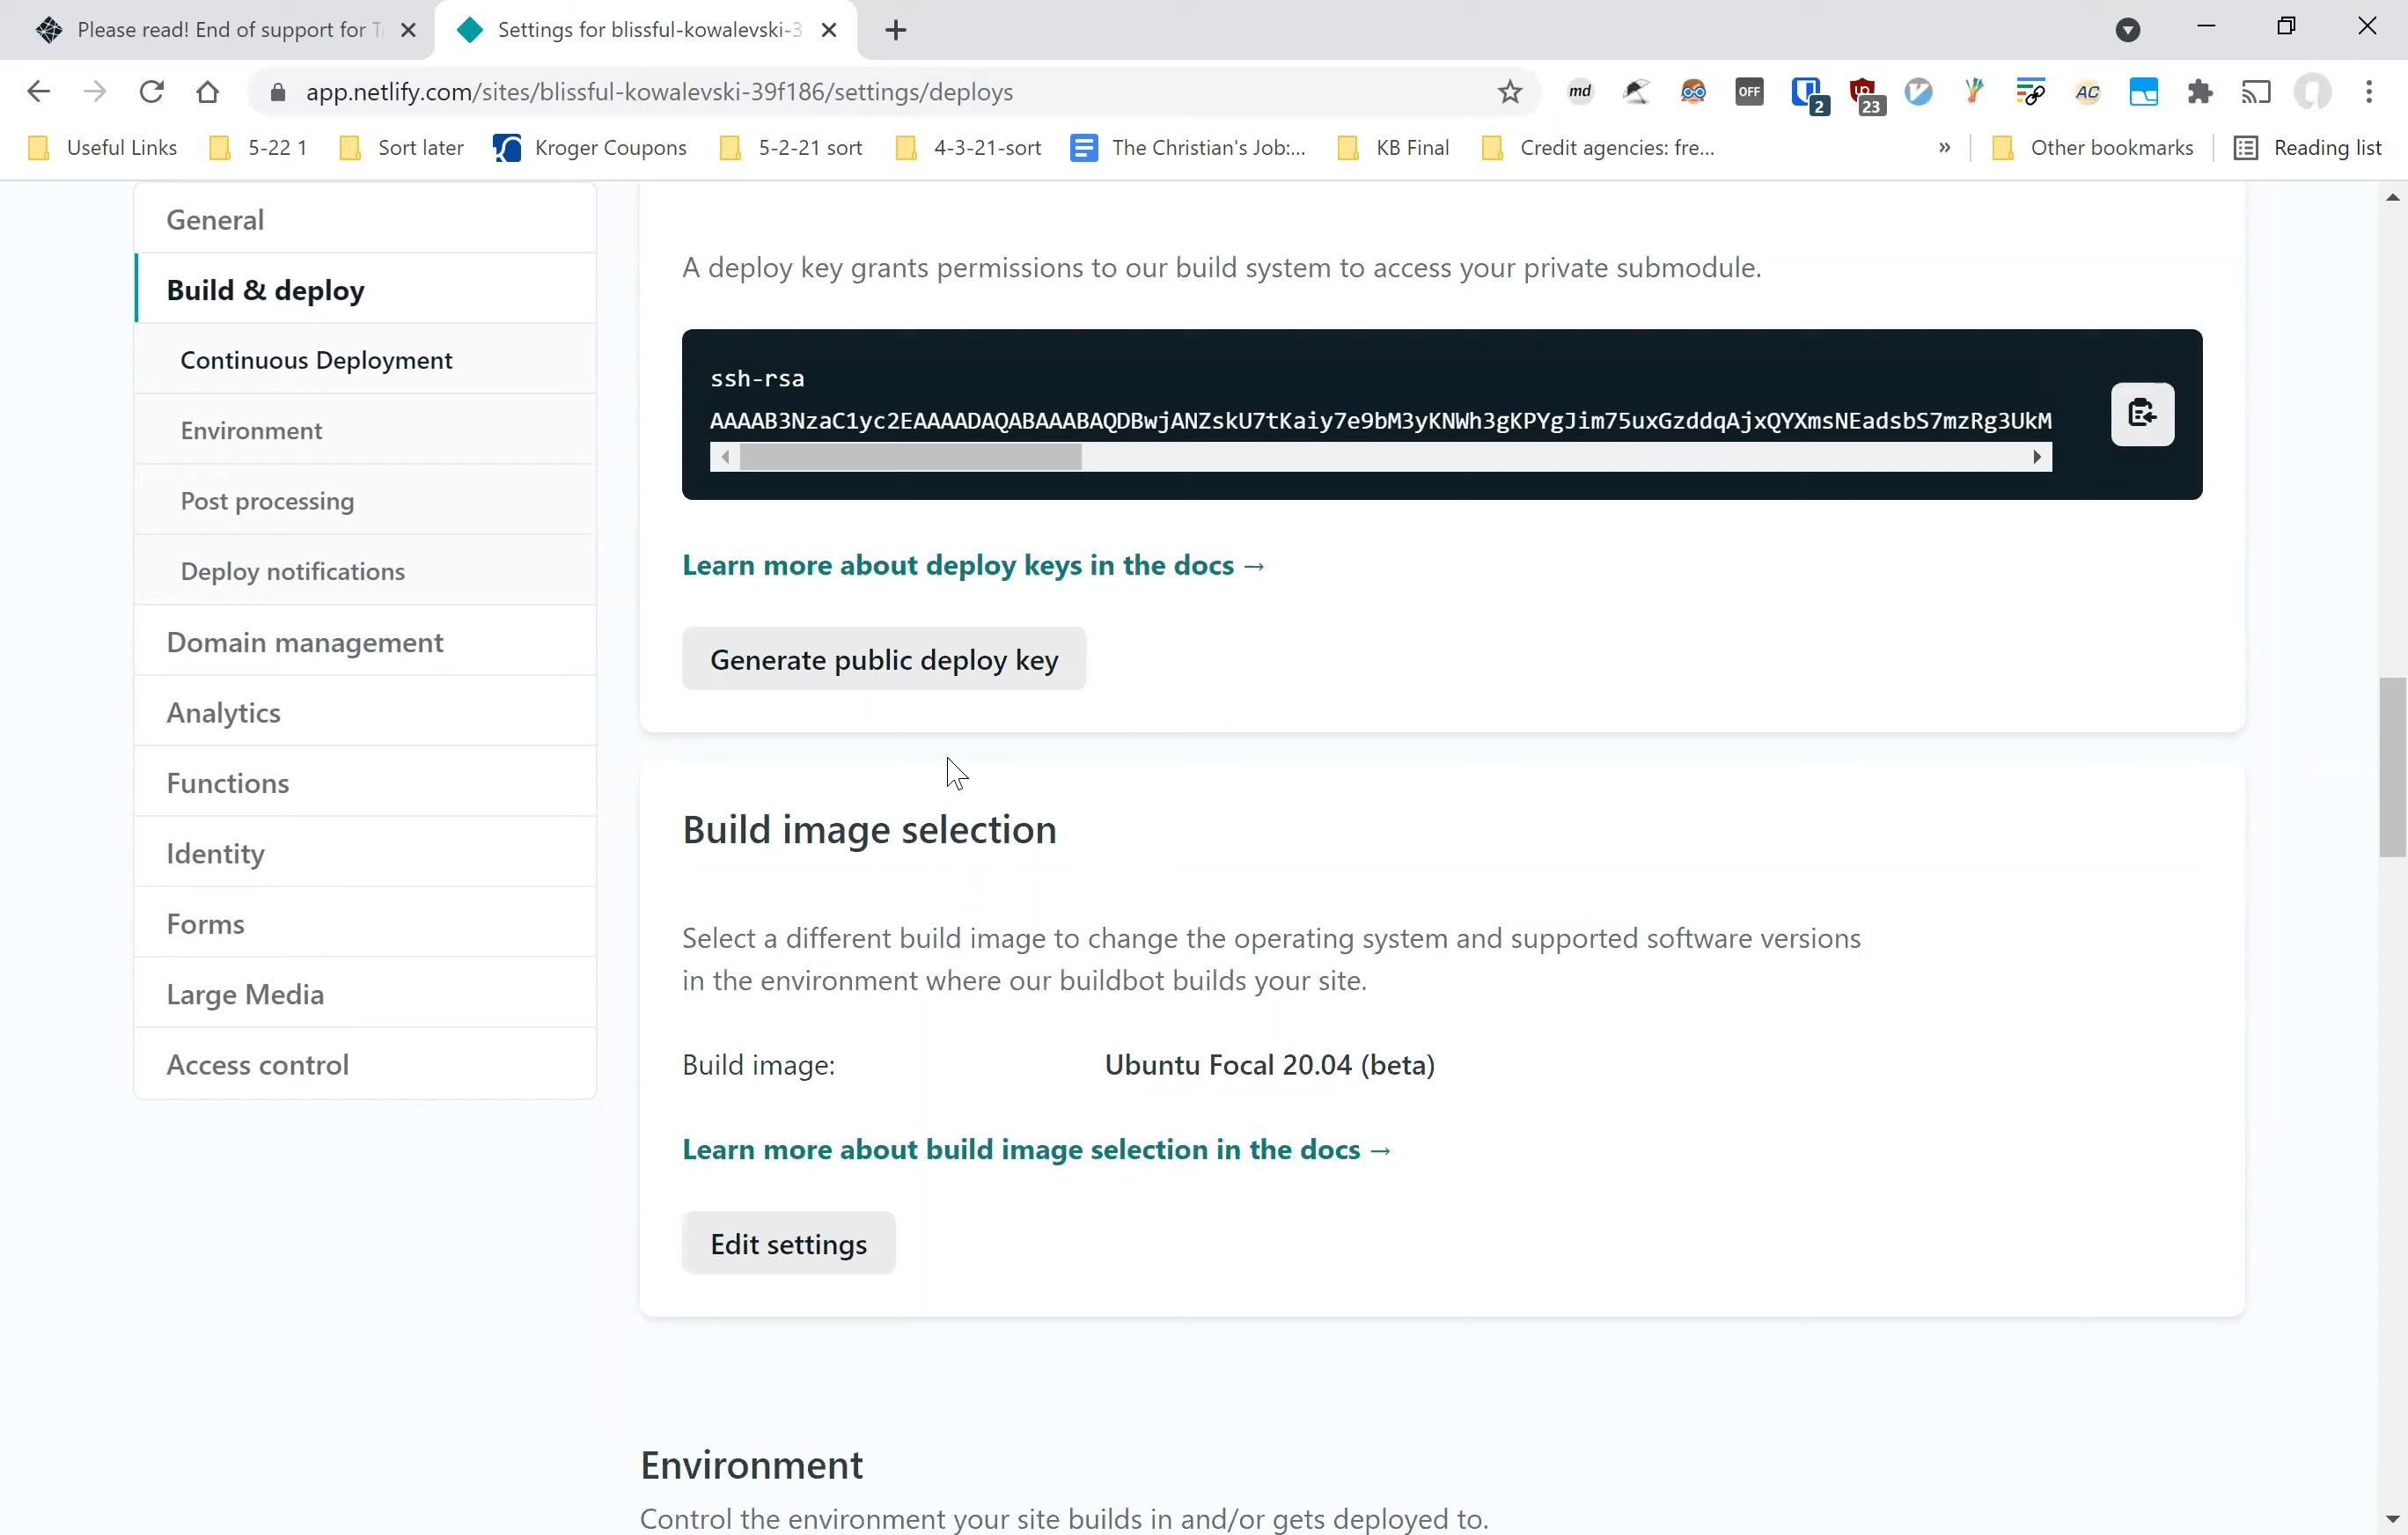 Please read! End of support for T
Settings for blissful-kowalevski-3
app.netlify.com/sites/blissful-kowalevski-39f186/settings/deploys
md
OFF
2
23
AC
Useful Links
5-22 1
Sort later
Kroger Coupons
5-2-21 sort
4-3-21-sort
The Christian's Job:...
KB Final
Credit agencies: fre...
»
Other bookmarks
Reading list
General
Build & deploy
Continuous Deployment
Environment
Post processing
Deploy notifications
Domain management
Analytics
Functions
Identity
Forms
Large Media
Access control
A deploy key grants permissions to our build system to access your private submodule.
ssh-rsa
AAAAB3NzaC1yc2EAAAADAQABAAABAQDBwjANZskU7tKaiy7e9bM3yKNWh3gKPYgJim75uxGzddqAjxQYXmsNEadsbS7mzRg3UkM
Learn more about deploy keys in the docs →
Generate public deploy key
Build image selection
Select a different build image to change the operating system and supported software versions
in the environment where our buildbot builds your site.
Build image:
Ubuntu Focal 20.04 (beta)
Learn more about build image selection in the docs →
Edit settings
Environment
Control the environment your site builds in and/or gets deployed to.